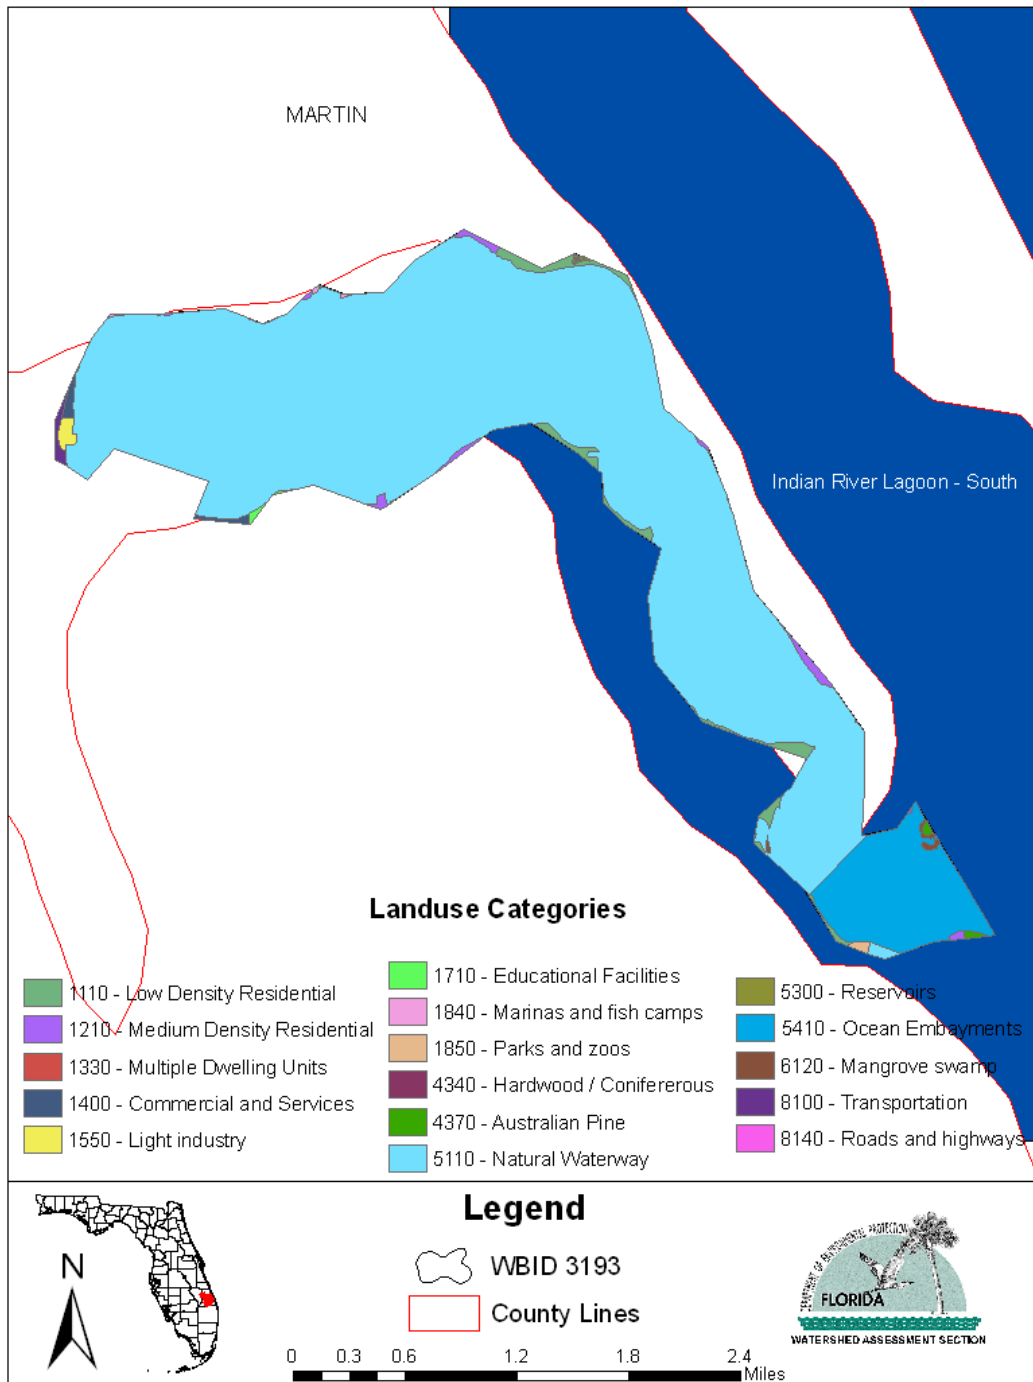 MARTIN
Indian River Lagoon - South
Landuse Categories
1110 - Low Density Residential
1210 - Medium Density Residential
1330 - Multiple Dwelling Units
1400 - Commercial and Services
1550 - Light industry
1710 - Educational Facilities
1840 - Marinas and fish camps
1850 - Parks and zoos
4340 - Hardwood / Conifererous
4370 - Australian Pine
5110 - Natural Waterway
5300 - Reservoirs
5410 - Ocean Embayments
6120 - Mangrove swamp
8100 - Transportation
8140 - Roads and highways
N
Legend
WBID 3193
County Lines
0 0.3 0.6 1.2 1.8 2.4
Miles
DEPARTMENT OF ENVIRONMENTAL PROTECTION
FLORIDA
WATERSHED ASSESSMENT SECTION